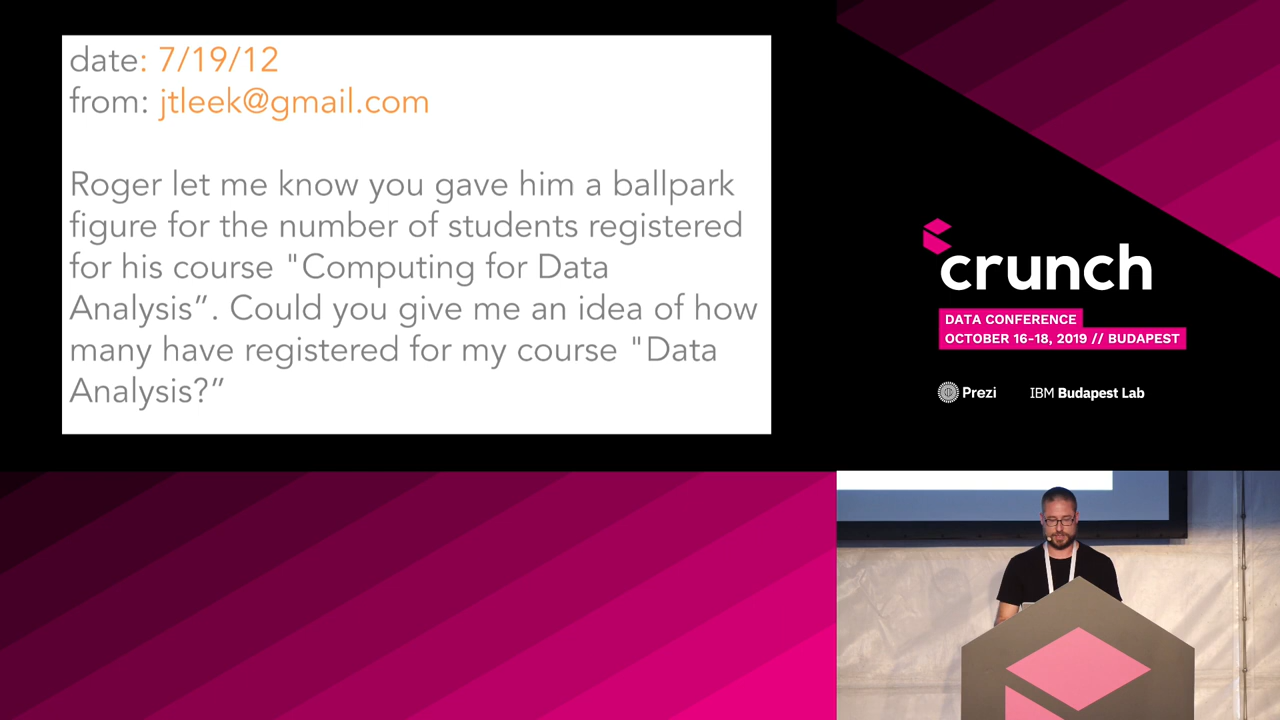 date: 7/19/12
from: jtleek@gmail.com
Roger let me know you gave him a ballpark
figure for the number of students registered
for his course "Computing for Data
Analysis”. Could you give me an idea of how
many have registered for my course "Data
Analysis?”
crunch
DATA CONFERENCE
OCTOBER 16-18, 2019 // BUDAPEST
Prezi
IBM Budapest Lab